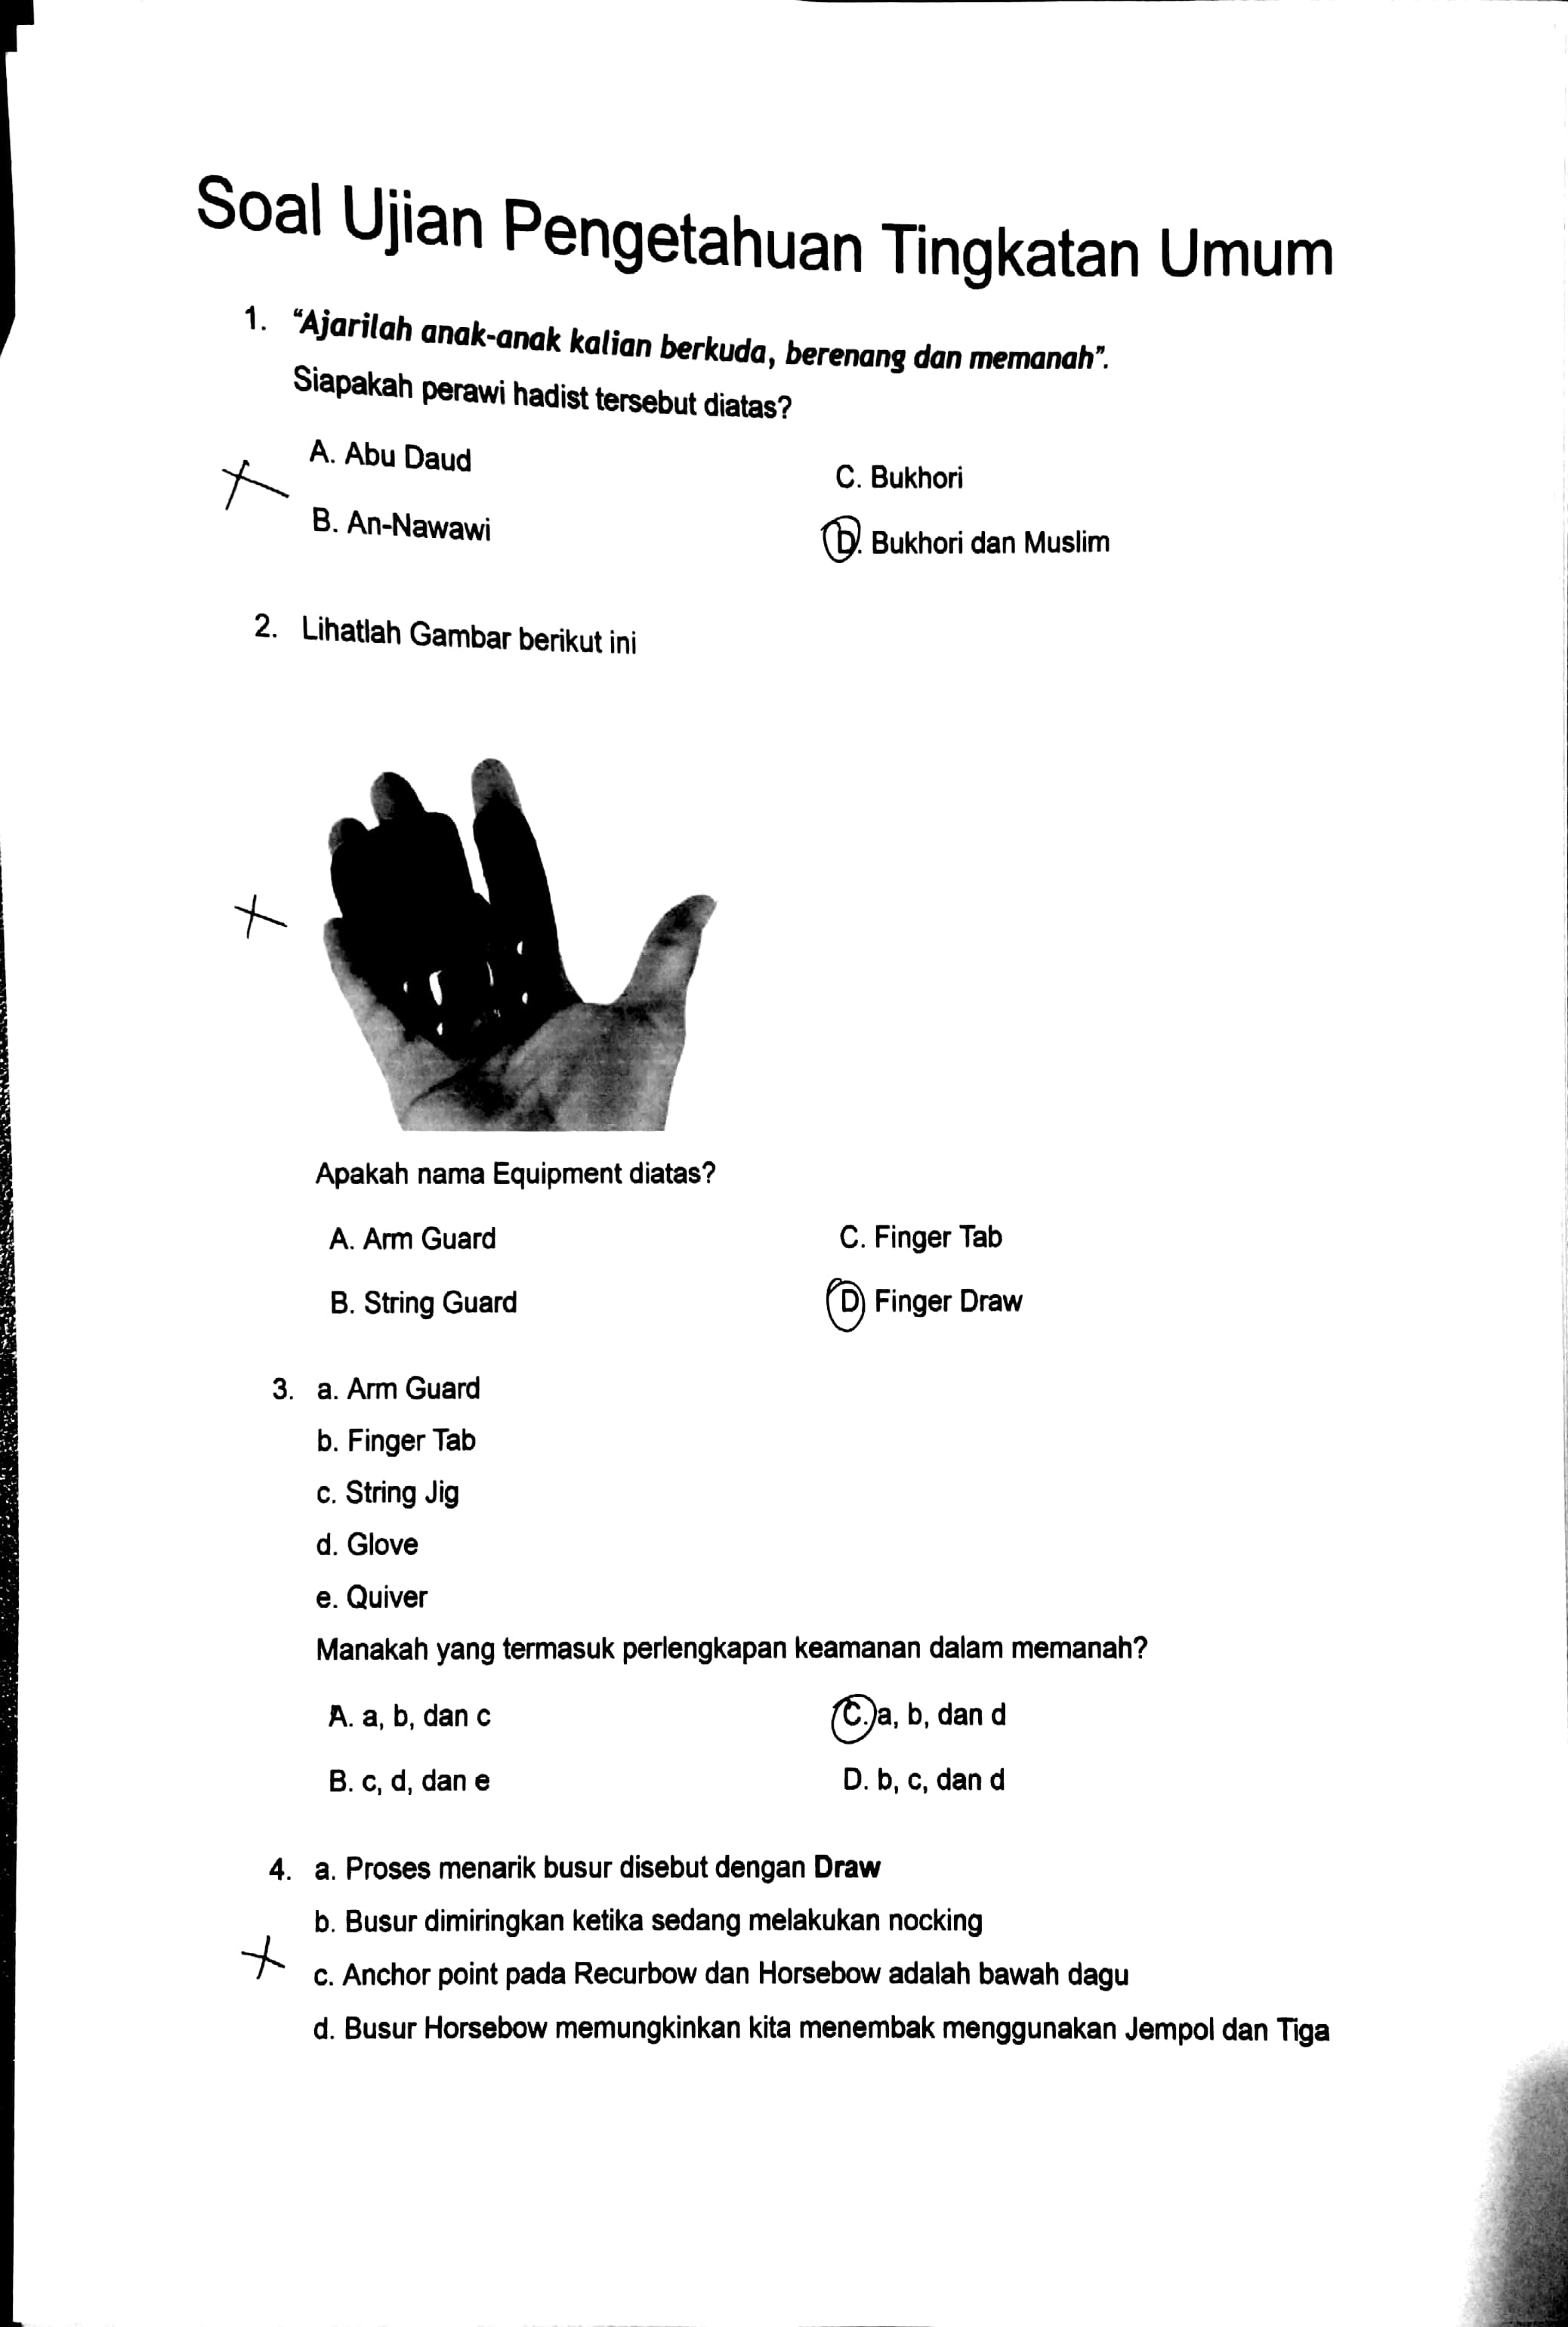 Soal Ujian Pengetahuan Tingkatan Umum
1. “Ajarilah anak-anak kalian berkuda, berenang dan memanah”.
Siapakah perawi hadist tersebut diatas?
A. Abu Daud
C. Bukhori
B. An-Nawawi
D. Bukhori dan Muslim
2. Lihatlah Gambar berikut ini
Apakah nama Equipment diatas?
A. Arm Guard
C. Finger Tab
B. String Guard
D Finger Draw
3. a. Arm Guard
b. Finger Tab
c. String Jig
d. Glove
e. Quiver
Manakah yang termasuk perlengkapan keamanan dalam memanah?
A. a, b, dan c
C. a, b, dan d
B. c, d, dan e
D. b, c, dan d
4. a. Proses menarik busur disebut dengan Draw
b. Busur dimiringkan ketika sedang melakukan nocking
c. Anchor point pada Recurbow dan Horsebow adalah bawah dagu
d. Busur Horsebow memungkinkan kita menembak menggunakan Jempol dan Tiga